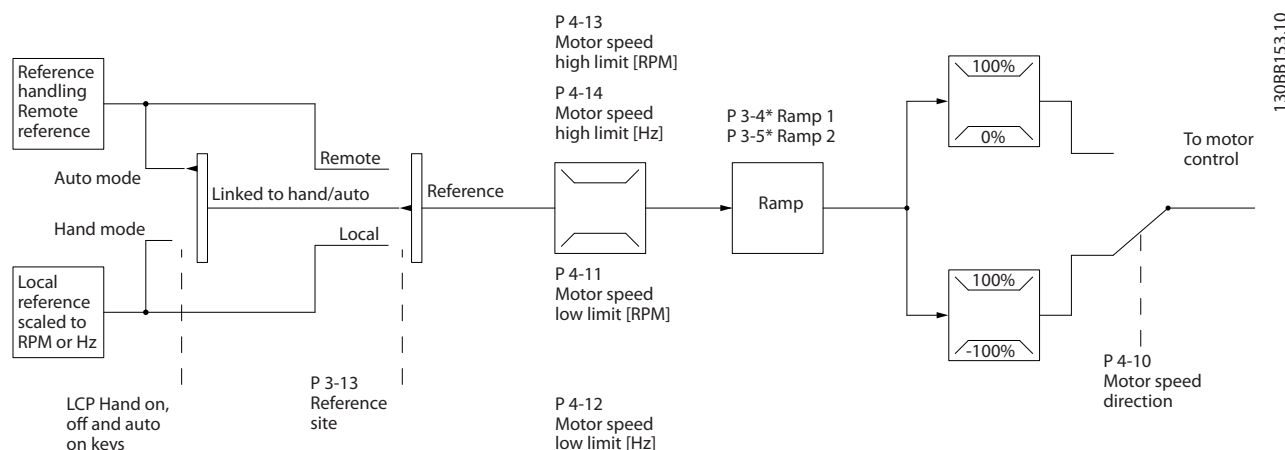 Reference
handling
Remote
reference
Auto mode
Hand mode
Local
reference
scaled to
RPM or Hz
LCP Hand on,
off and auto
on keys
Linked to hand/auto
Remote
Local
P 3-13
Reference
site
Reference
P 4-13
Motor speed
high limit [RPM]
P 4-14
Motor speed
high limit [Hz]
P 4-11
Motor speed
low limit [RPM]
P 4-12
Motor speed
low limit [Hz]
P 3-4* Ramp 1
P 3-5* Ramp 2
Ramp
100%
0%
100%
-100%
To motor
control
P 4-10
Motor speed
direction
130BB153.10